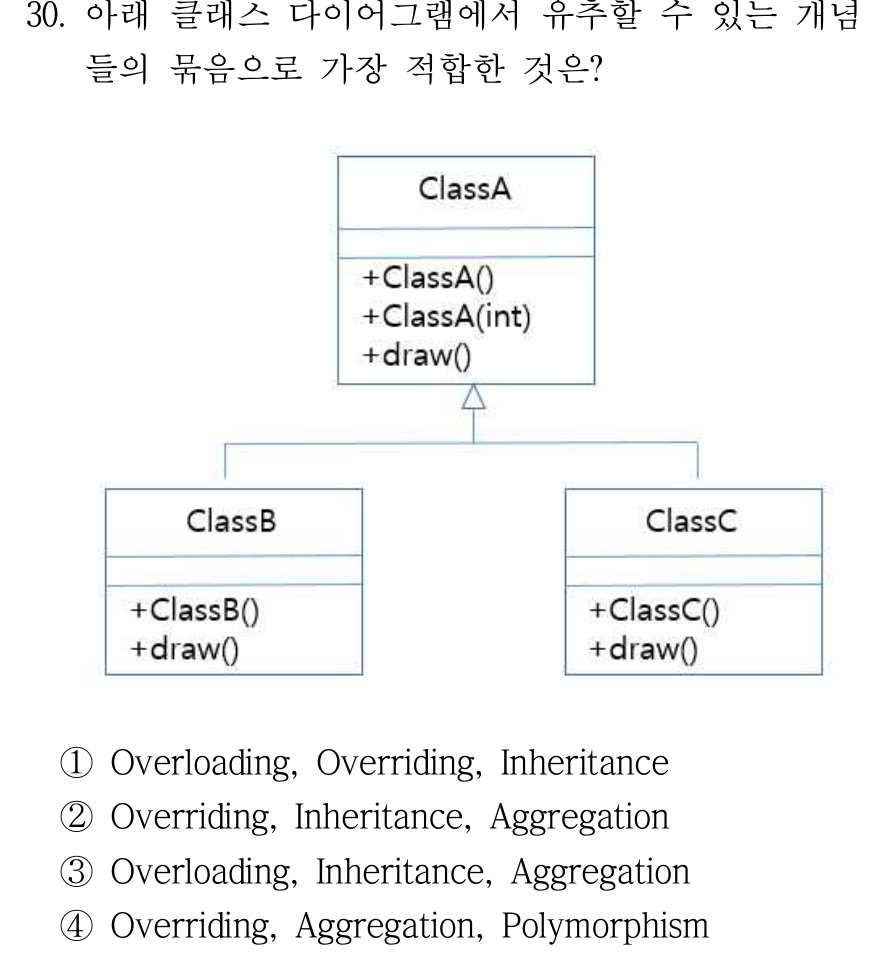 30. 아래 클래스 다이어그램에서 유추할 수 있는 개념
들의 묶음으로 가장 적합한 것은?
ClassA
+ClassA()
+ClassA(int)
+draw()
ClassB
+ClassB()
+draw()
ClassC
+ClassC()
+draw()
① Overloading, Overriding, Inheritance
② Overriding, Inheritance, Aggregation
③ Overloading, Inheritance, Aggregation
④ Overriding, Aggregation, Polymorphism